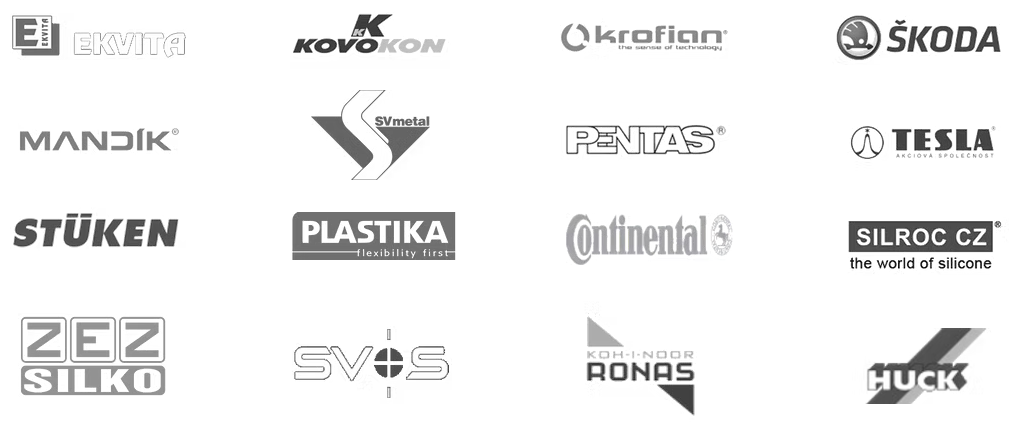 E EKVITA EKVITA
K
KOVOKON
krofian®
the sense of technology
ŠKODA
MANDÍK®
SVmetal
PENTAS®
TESLA®
AKCIOVÁ SPOLEČNOST
STÜKEN
PLASTIKA
flexibility first
Continental
SILROC CZ®
the world of silicone
ZEZ
SILKO
SVOS
KOH-I-NOOR
RONAS
HUCK